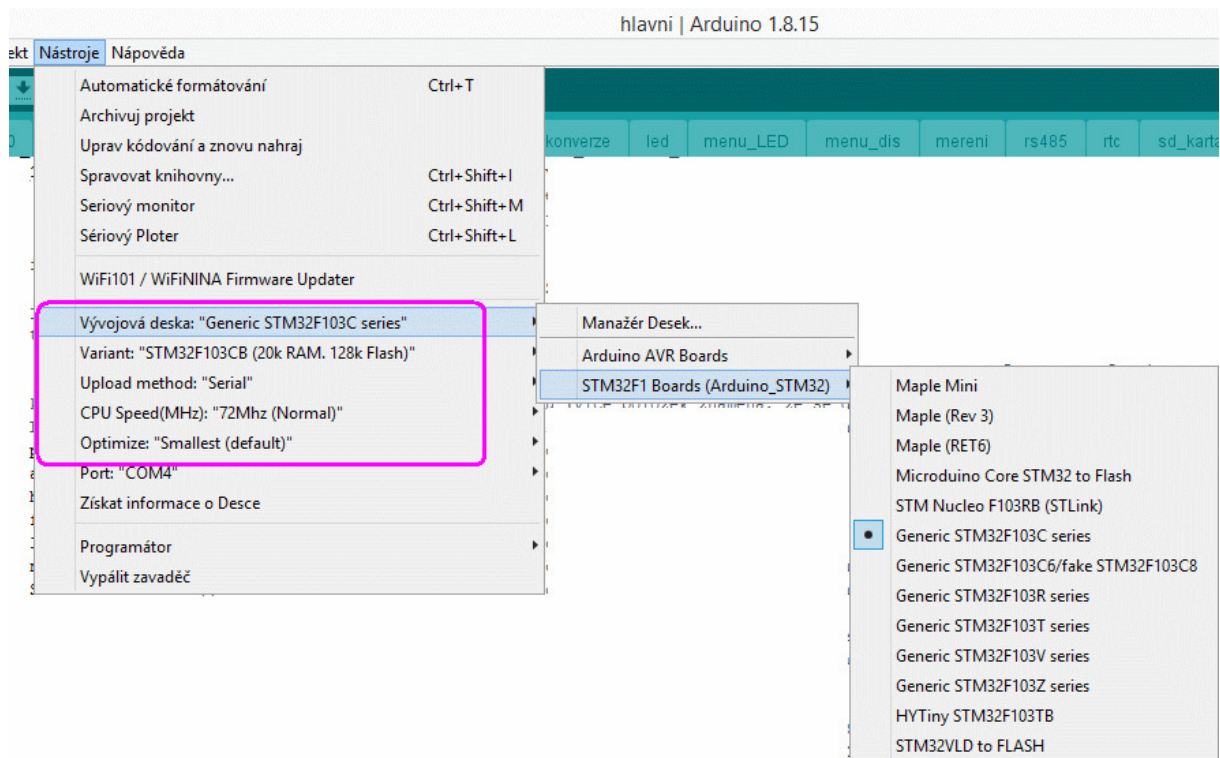 hlavni | Arduino 1.8.15
ekt Nástroje Nápověda
Automatické formátování Ctrl+T
Archivuj projekt
Uprav kódování a znovu nahraj
Spravovat knihovny... Ctrl+Shift+I
Seriový monitor Ctrl+Shift+M
Sériový Ploter Ctrl+Shift+L
WiFi101 / WiFiNINA Firmware Updater
Vývojová deska: "Generic STM32F103C series"
Variant: "STM32F103CB (20k RAM. 128k Flash)"
Upload method: "Serial"
CPU Speed(MHz): "72Mhz (Normal)"
Optimize: "Smallest (default)"
Port: "COM4"
Získat informace o Desce
Programátor
Vypálit zavaděč
konverze led menu_LED menu_dis mereni rs485 rtc sd_karta
Manažér Desek...
Arduino AVR Boards
STM32F1 Boards (Arduino_STM32)
Maple Mini
Maple (Rev 3)
Maple (RET6)
Microduino Core STM32 to Flash
STM Nucleo F103RB (STLink)
Generic STM32F103C series
Generic STM32F103C6/fake STM32F103C8
Generic STM32F103R series
Generic STM32F103T series
Generic STM32F103V series
Generic STM32F103Z series
HYTiny STM32F103TB
STM32VLD to FLASH